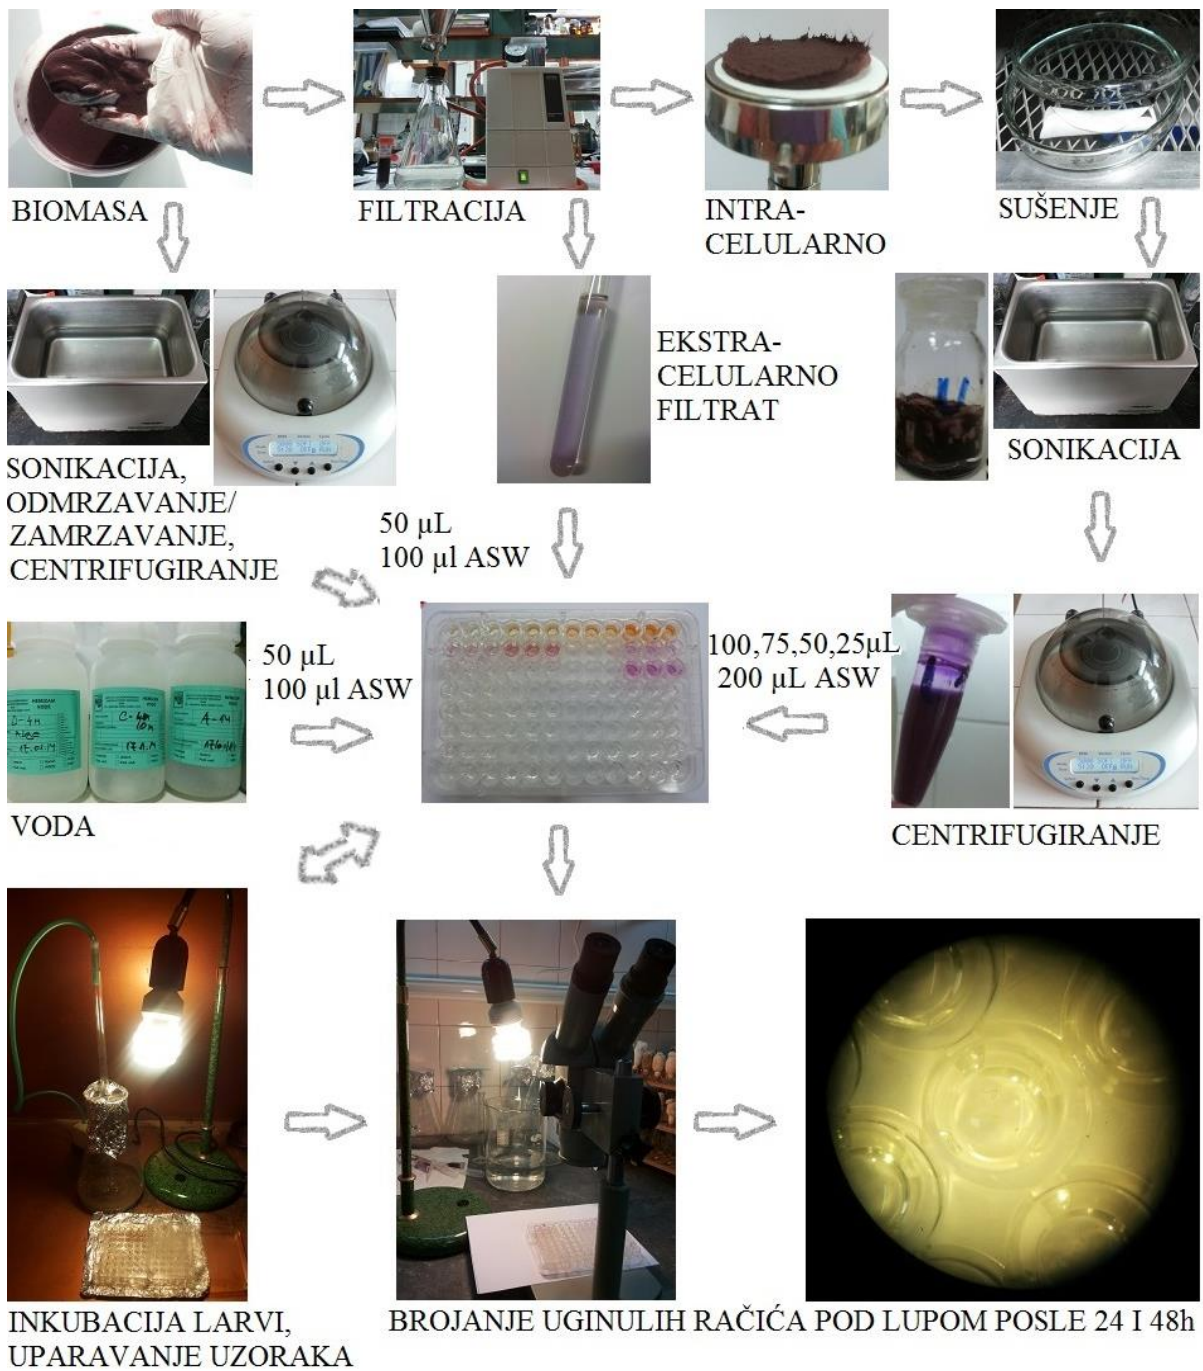 BIOMASA
FILTRACIJA
INTRA-
CELULARNO
SUŠENJE
SONIKACIJA,
ODMRZAVANJE/
ZAMRZAVANJE,
CENTRIFUGIRANJE
EKSTRA-
CELULARNO
FILTRAT
SONIKACIJA
50 µL
100 µl ASW
VODA
50 µL
100 µl ASW
100,75,50,25µL
200 µL ASW
CENTRIFUGIRANJE
INKUBACIJA LARVI,
UPARAVANJE UZORAKA
BROJANJE UGINULIH RAČIĆA POD LUPOM POSLE 24 I 48h